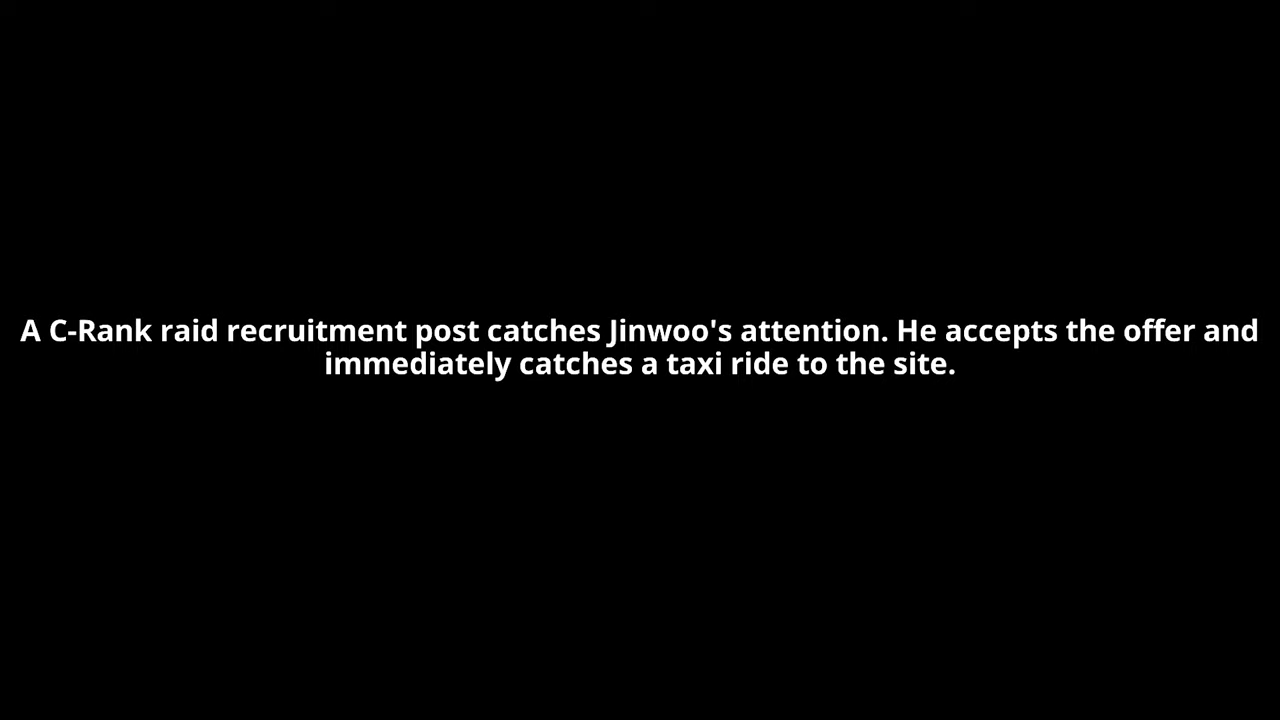 A C-Rank raid recruitment post catches Jinwoo's attention. He accepts the offer and
immediately catches a taxi ride to the site.